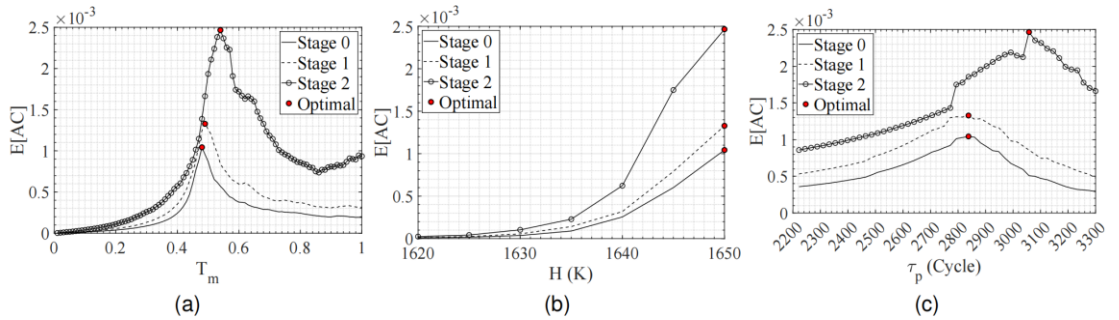 ×10⁻³
2.5
2
1.5
1
0.5
0
E[AC]
0 0.2 0.4 0.6 0.8 1
T_m
Stage 0
Stage 1
Stage 2
Optimal
(a)
×10⁻³
2.5
2
1.5
1
0.5
0
E[AC]
1620 1630 1640 1650
H (K)
Stage 0
Stage 1
Stage 2
Optimal
(b)
×10⁻³
2.5
2
1.5
1
0.5
0
E[AC]
2200 2300 2400 2500 2600 2700 2800 2900 3000 3100 3200 3300
τ_p (Cycle)
Stage 0
Stage 1
Stage 2
Optimal
(c)